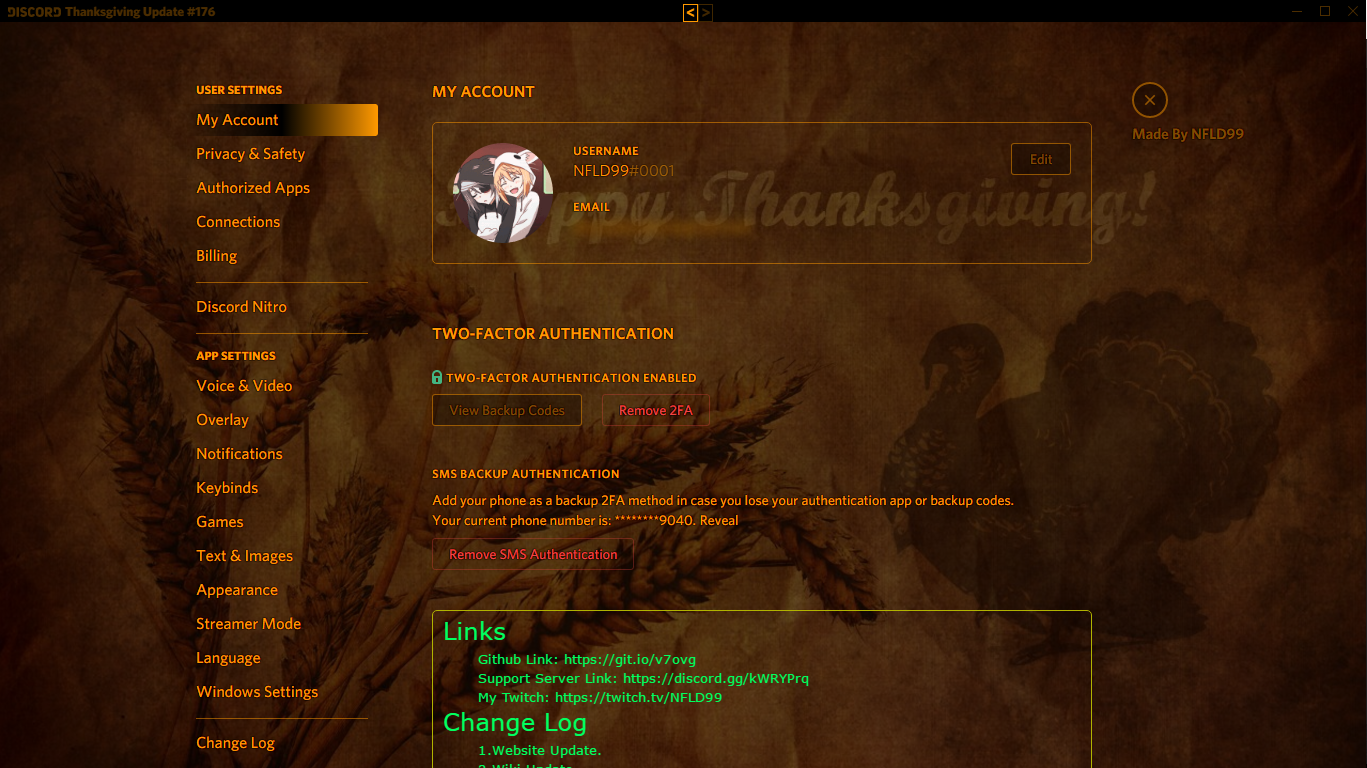 DISCORD Thanksgiving Update #176
< >
USER SETTINGS
My Account
Privacy & Safety
Authorized Apps
Connections
Billing
Discord Nitro
APP SETTINGS
Voice & Video
Overlay
Notifications
Keybinds
Games
Text & Images
Appearance
Streamer Mode
Language
Windows Settings
Change Log
MY ACCOUNT
USERNAME
NFLD99#0001
Edit
EMAIL
Happy Thanksgiving!
Made By NFLD99
TWO-FACTOR AUTHENTICATION
TWO-FACTOR AUTHENTICATION ENABLED
View Backup Codes
Remove 2FA
SMS BACKUP AUTHENTICATION
Add your phone as a backup 2FA method in case you lose your authentication app or backup codes.
Your current phone number is: ********9040. Reveal
Remove SMS Authentication
Links
Github Link: https://git.io/v7ovg
Support Server Link: https://discord.gg/kWRYPrq
My Twitch: https://twitch.tv/NFLD99
Change Log
1.Website Update.
2.Wiki Update.